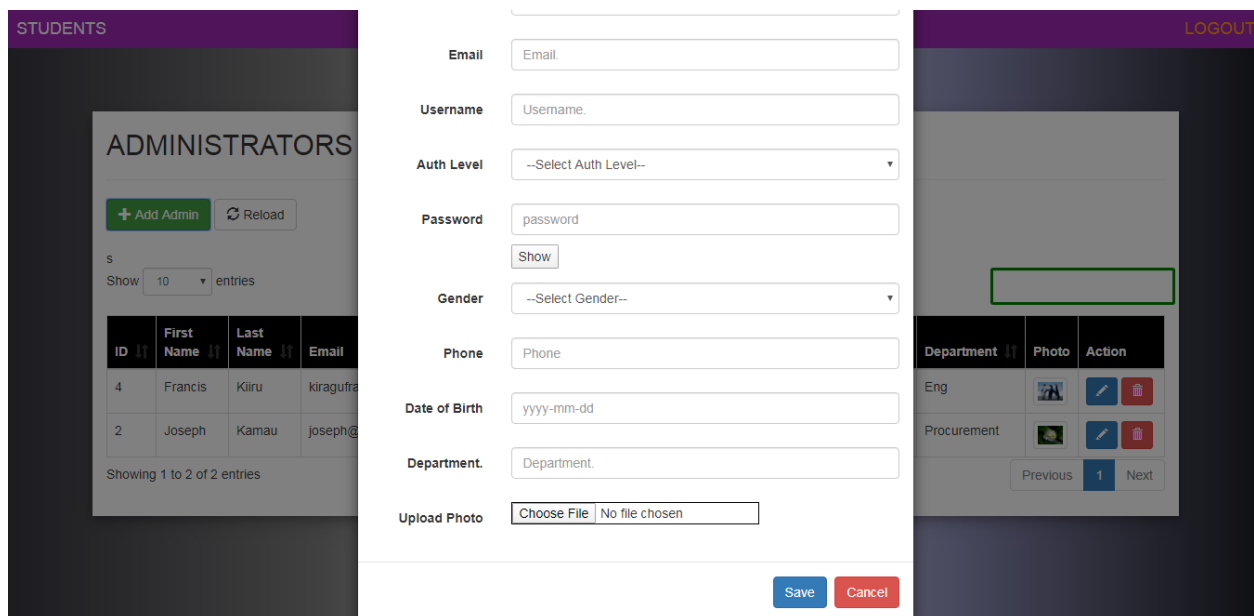 STUDENTS
LOGOUT
ADMINISTRATORS
+ Add Admin
Reload
s
Show 10 entries
ID First Name Last Name Email Department Photo Action
4 Francis Kiiru kiragufra Eng
2 Joseph Kamau joseph@ Procurement
Showing 1 to 2 of 2 entries
Previous 1 Next
Email Email.
Username Username.
Auth Level --Select Auth Level--
Password password
Show
Gender --Select Gender--
Phone Phone
Date of Birth yyyy-mm-dd
Department. Department.
Upload Photo Choose File No file chosen
Save Cancel